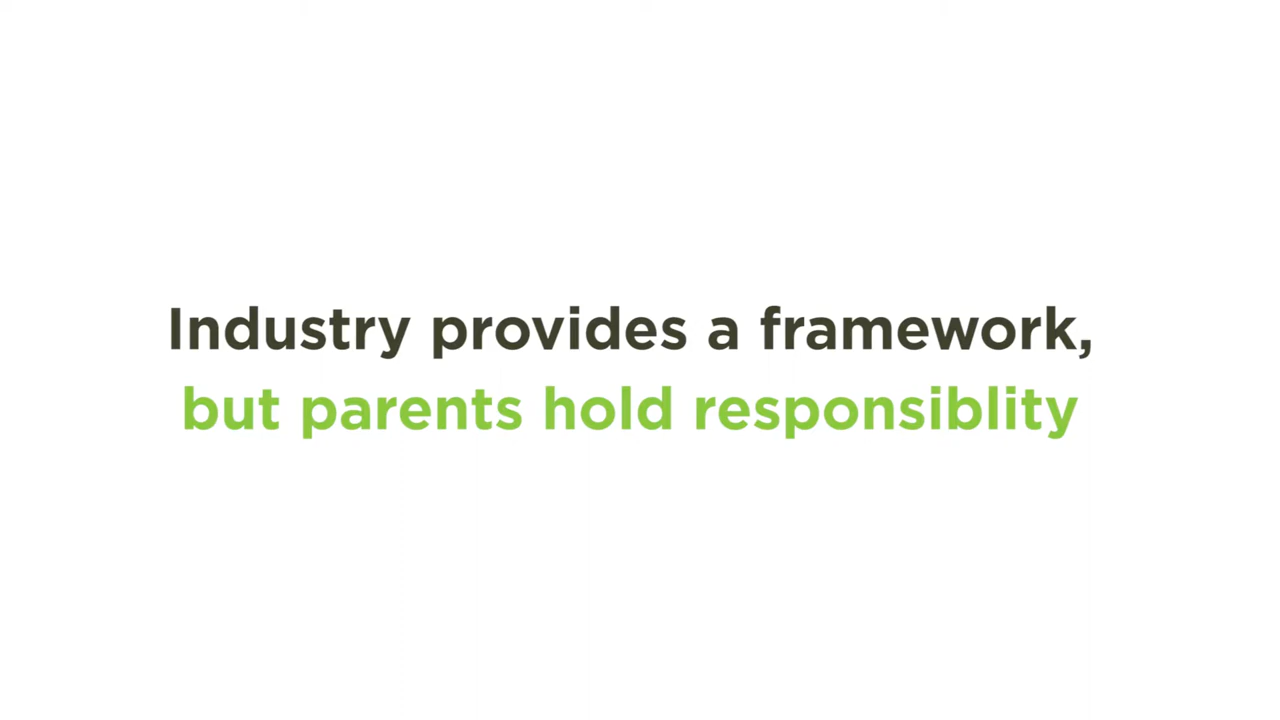 Industry provides a framework,
but parents hold responsiblity